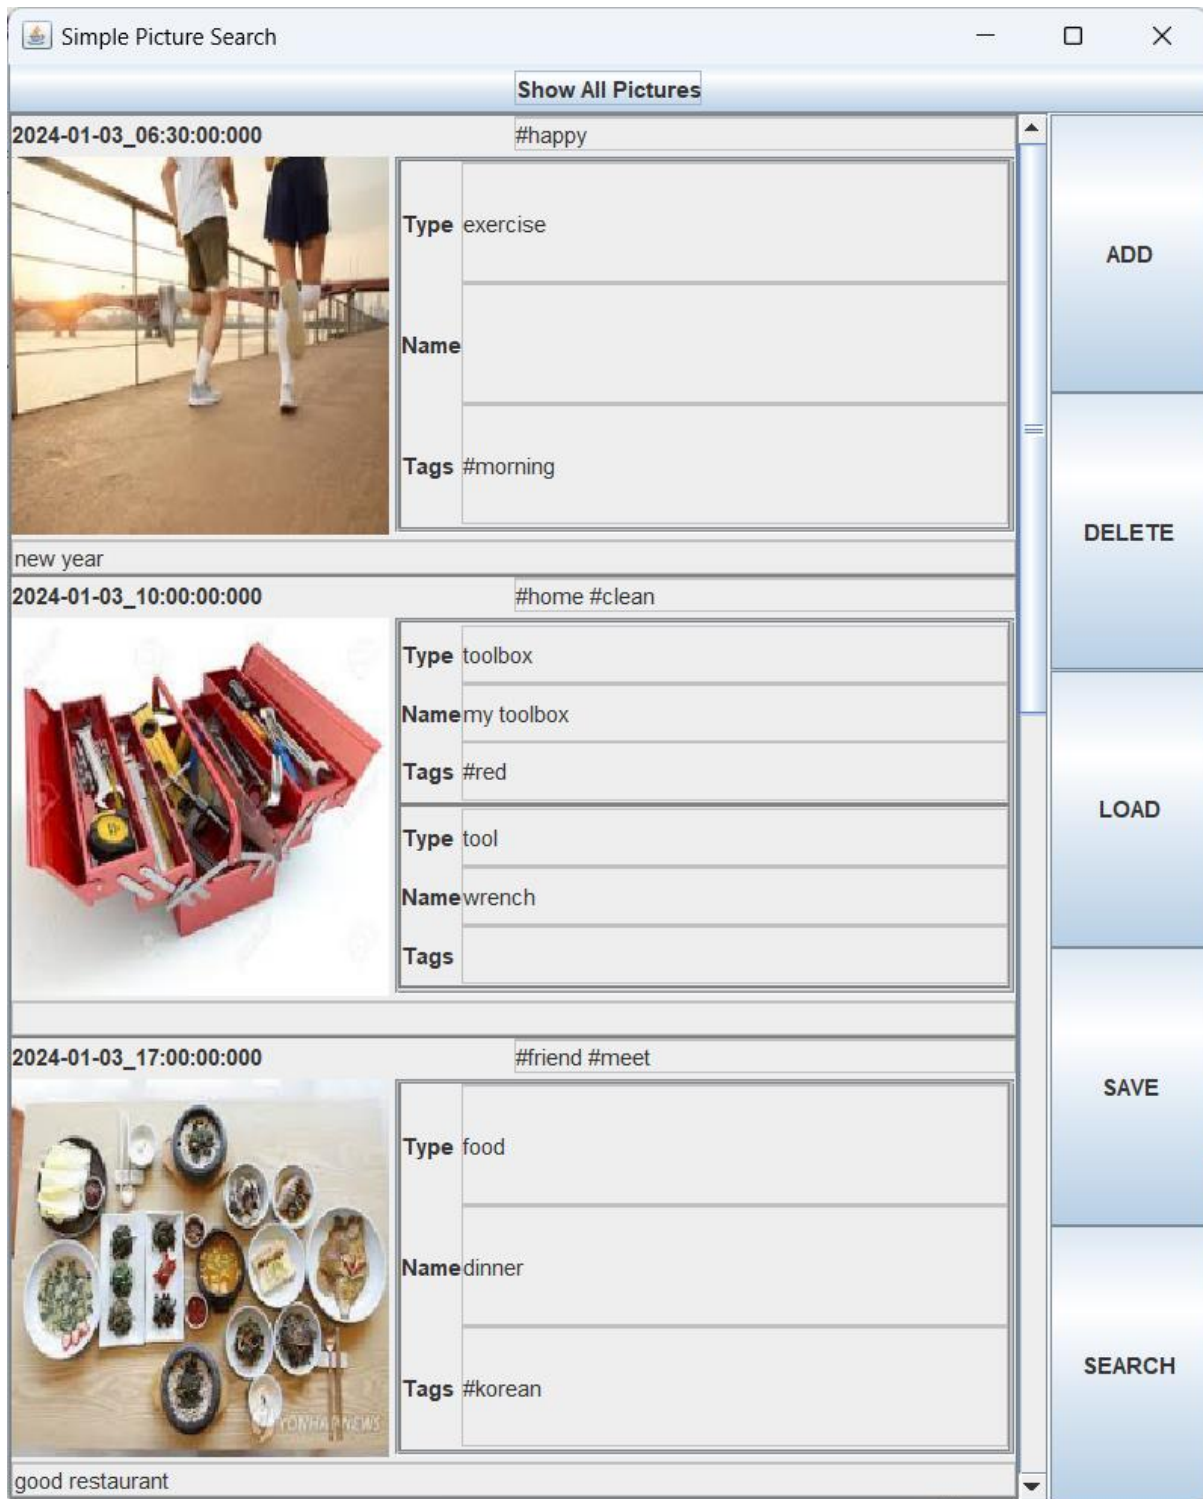 Simple Picture Search
Show All Pictures
2024-01-03_06:30:00:000 #happy
Type exercise
Name
Tags #morning
new year
2024-01-03_10:00:00:000 #home #clean
Type toolbox
Name my toolbox
Tags #red
Type tool
Name wrench
Tags
2024-01-03_17:00:00:000 #friend #meet
Type food
Name dinner
Tags #korean
YONHAPNEWS
good restaurant
ADD
DELETE
LOAD
SAVE
SEARCH